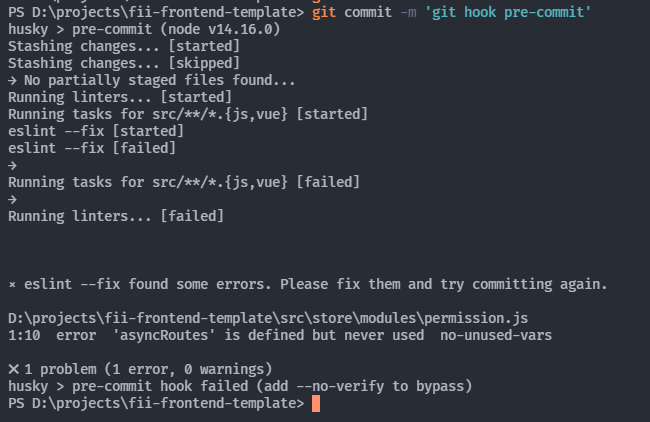 PS D:\projects\fii-frontend-template> git commit -m 'git hook pre-commit'
husky > pre-commit (node v14.16.0)
Stashing changes... [started]
Stashing changes... [skipped]
→ No partially staged files found...
Running linters... [started]
Running tasks for src/**/*.{js,vue} [started]
eslint --fix [started]
eslint --fix [failed]
→
Running tasks for src/**/*.{js,vue} [failed]
→
Running linters... [failed]
× eslint --fix found some errors. Please fix them and try committing again.
D:\projects\fii-frontend-template\src\store\modules\permission.js
1:10  error  'asyncRoutes' is defined but never used  no-unused-vars
✕ 1 problem (1 error, 0 warnings)
husky > pre-commit hook failed (add --no-verify to bypass)
PS D:\projects\fii-frontend-template>